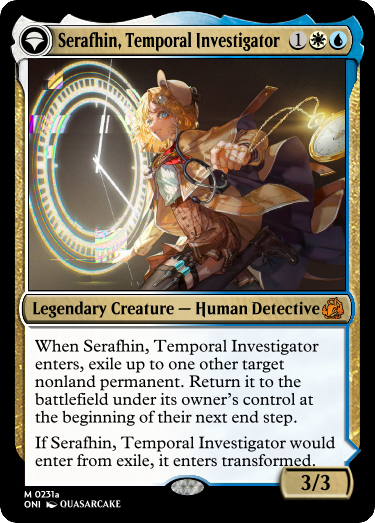 Serafhin, Temporal Investigator 1
Legendary Creature — Human Detective
When Serafhin, Temporal Investigator
enters, exile up to one other target
nonland permanent. Return it to the
battlefield under its owner's control at
the beginning of their next end step.
If Serafhin, Temporal Investigator would
enter from exile, it enters transformed.
3/3
M 0231a
ONI QUASARCAKE